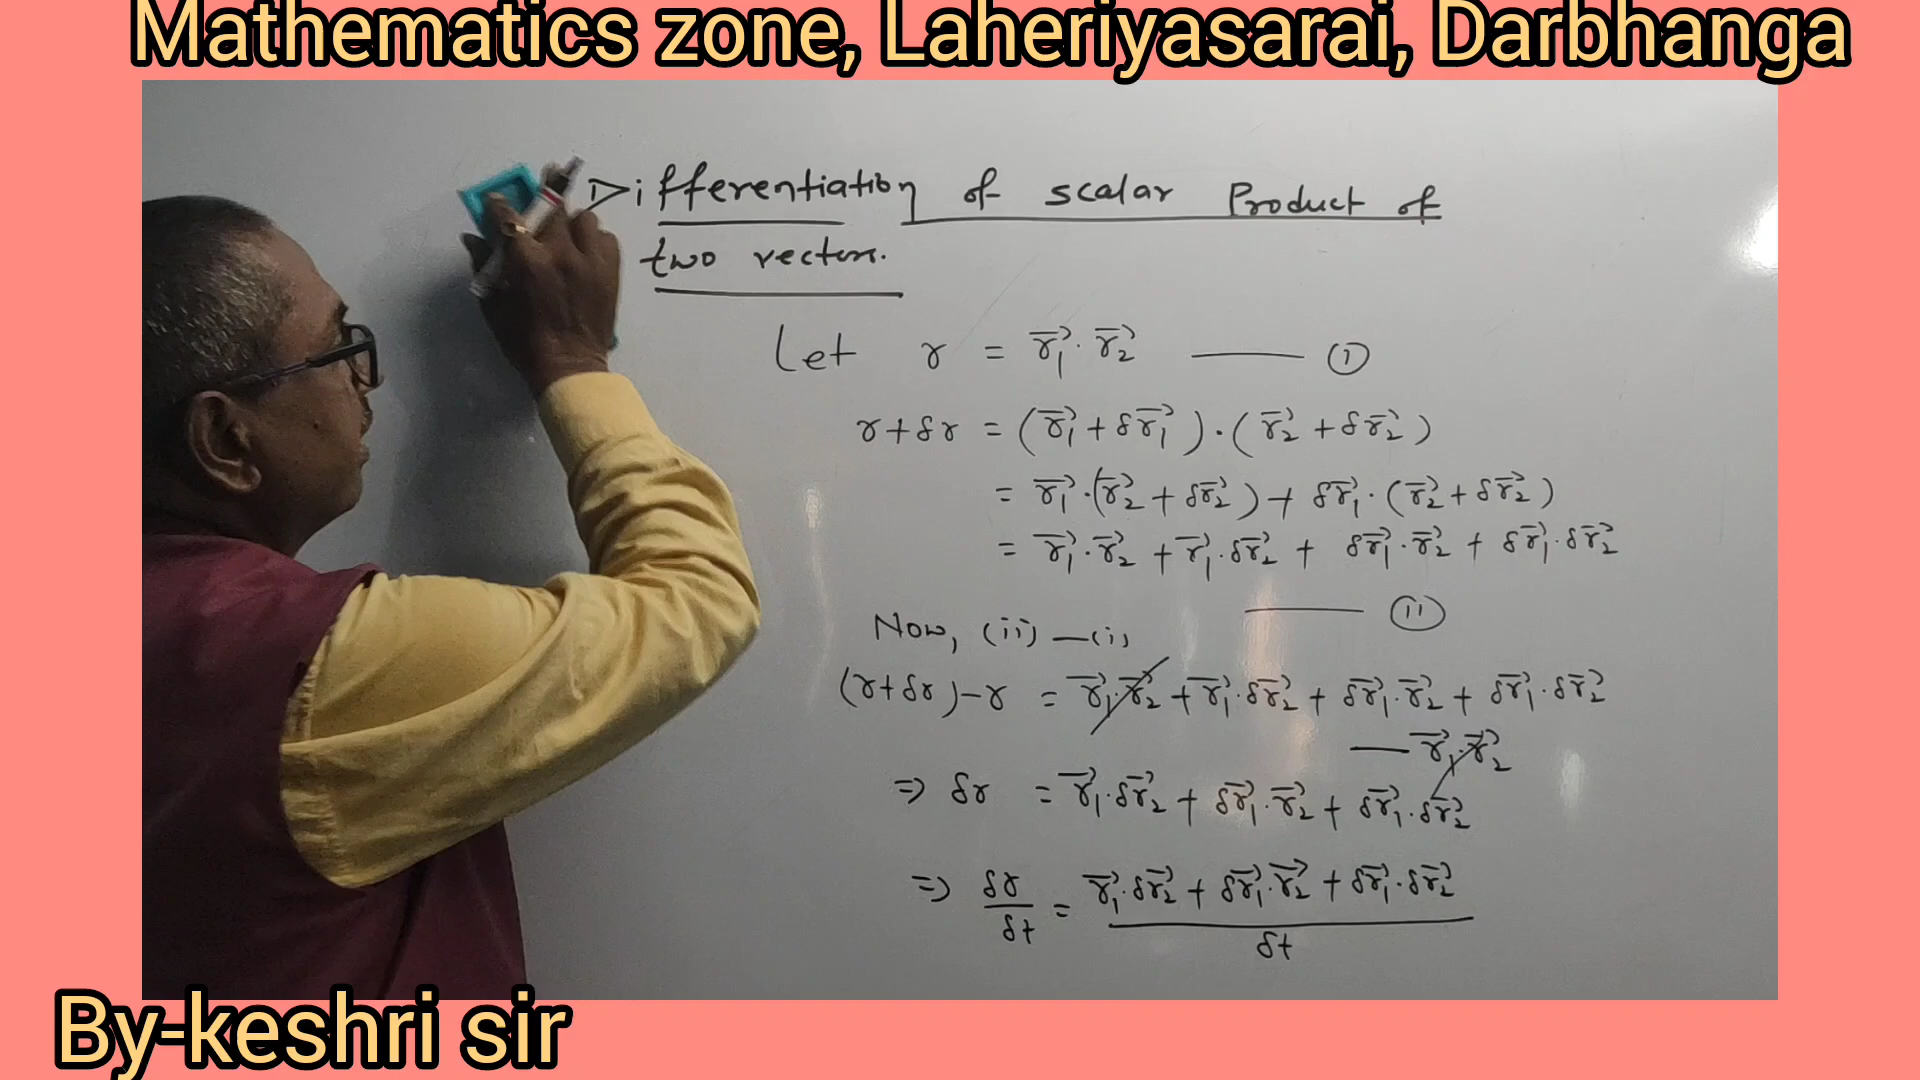 Mathematics zone, Laheriyasarai, Darbhanga
Differentiation of scalar Product of
two vectors.
Let r = r⃗₁ · r⃗₂ —— (i)
r+δr = (r⃗₁ + δr⃗₁) · (r⃗₂ + δr⃗₂)
= r⃗₁ · (r⃗₂ + δr⃗₂) + δr⃗₁ · (r⃗₂ + δr⃗₂)
= r⃗₁ · r⃗₂ + r⃗₁ · δr⃗₂ + δr⃗₁ · r⃗₂ + δr⃗₁ · δr⃗₂
—— (ii)
Now, (ii) — (i)
(r+δr) – r = r⃗₁ · r⃗₂ + r⃗₁ · δr⃗₂ + δr⃗₁ · r⃗₂ + δr⃗₁ · δr⃗₂
— r⃗₁ · r⃗₂
⇒ δr = r⃗₁ · δr⃗₂ + δr⃗₁ · r⃗₂ + δr⃗₁ · δr⃗₂
⇒ δr/δt = (r⃗₁ · δr⃗₂ + δr⃗₁ · r⃗₂ + δr⃗₁ · δr⃗₂)/δt
By-keshri sir